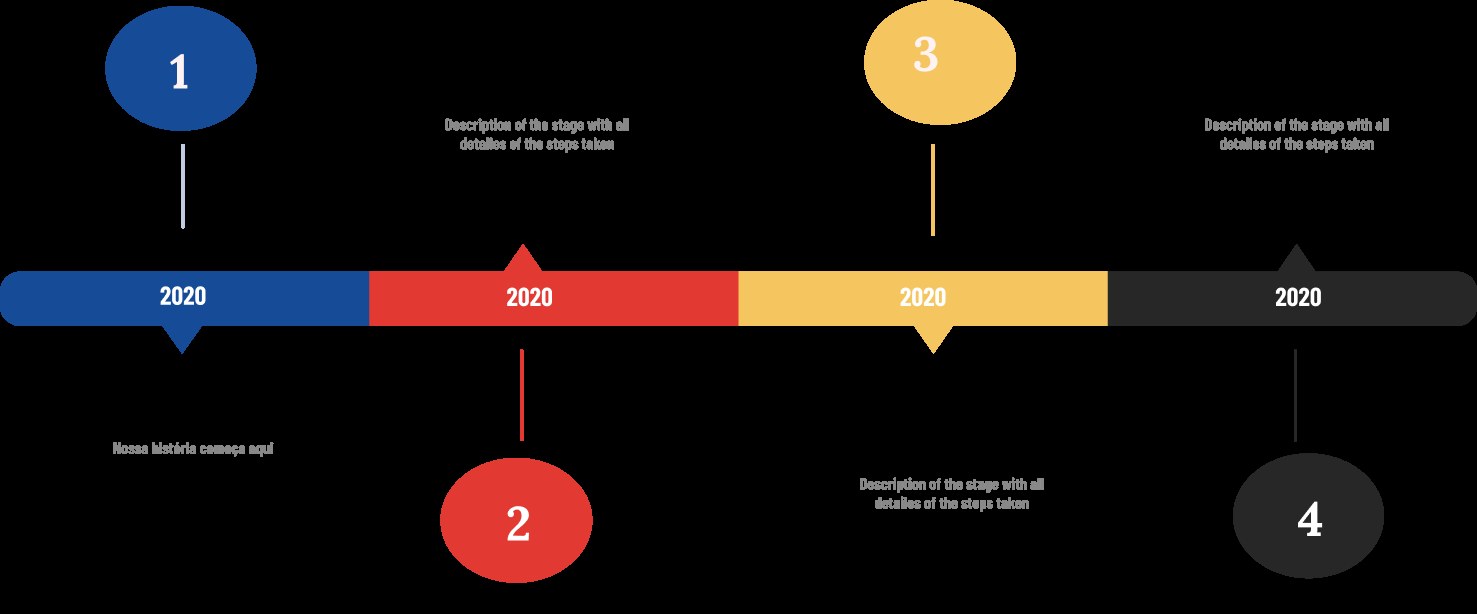 1
3
Description of the stage with all
detailes of the steps taken
Description of the stage with all
detailes of the steps taken
2020
2020
2020
2020
Nossa história começa aqui
Description of the stage with all
detailes of the steps taken
2
4